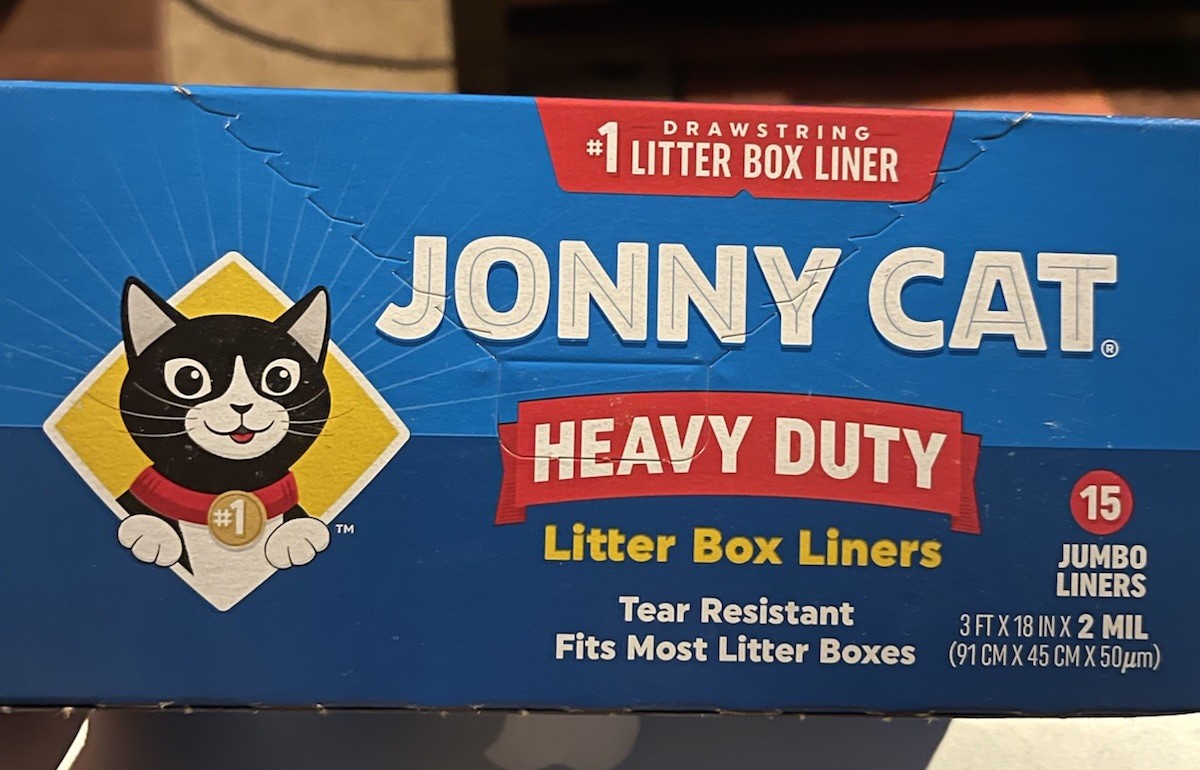 DRAWSTRING
#1 LITTER BOX LINER
JONNY CAT®
HEAVY DUTY
#1
™
Litter Box Liners
15
JUMBO
LINERS
Tear Resistant
Fits Most Litter Boxes
3 FT X 18 IN X 2 MIL
(91 CM X 45 CM X 50µm)